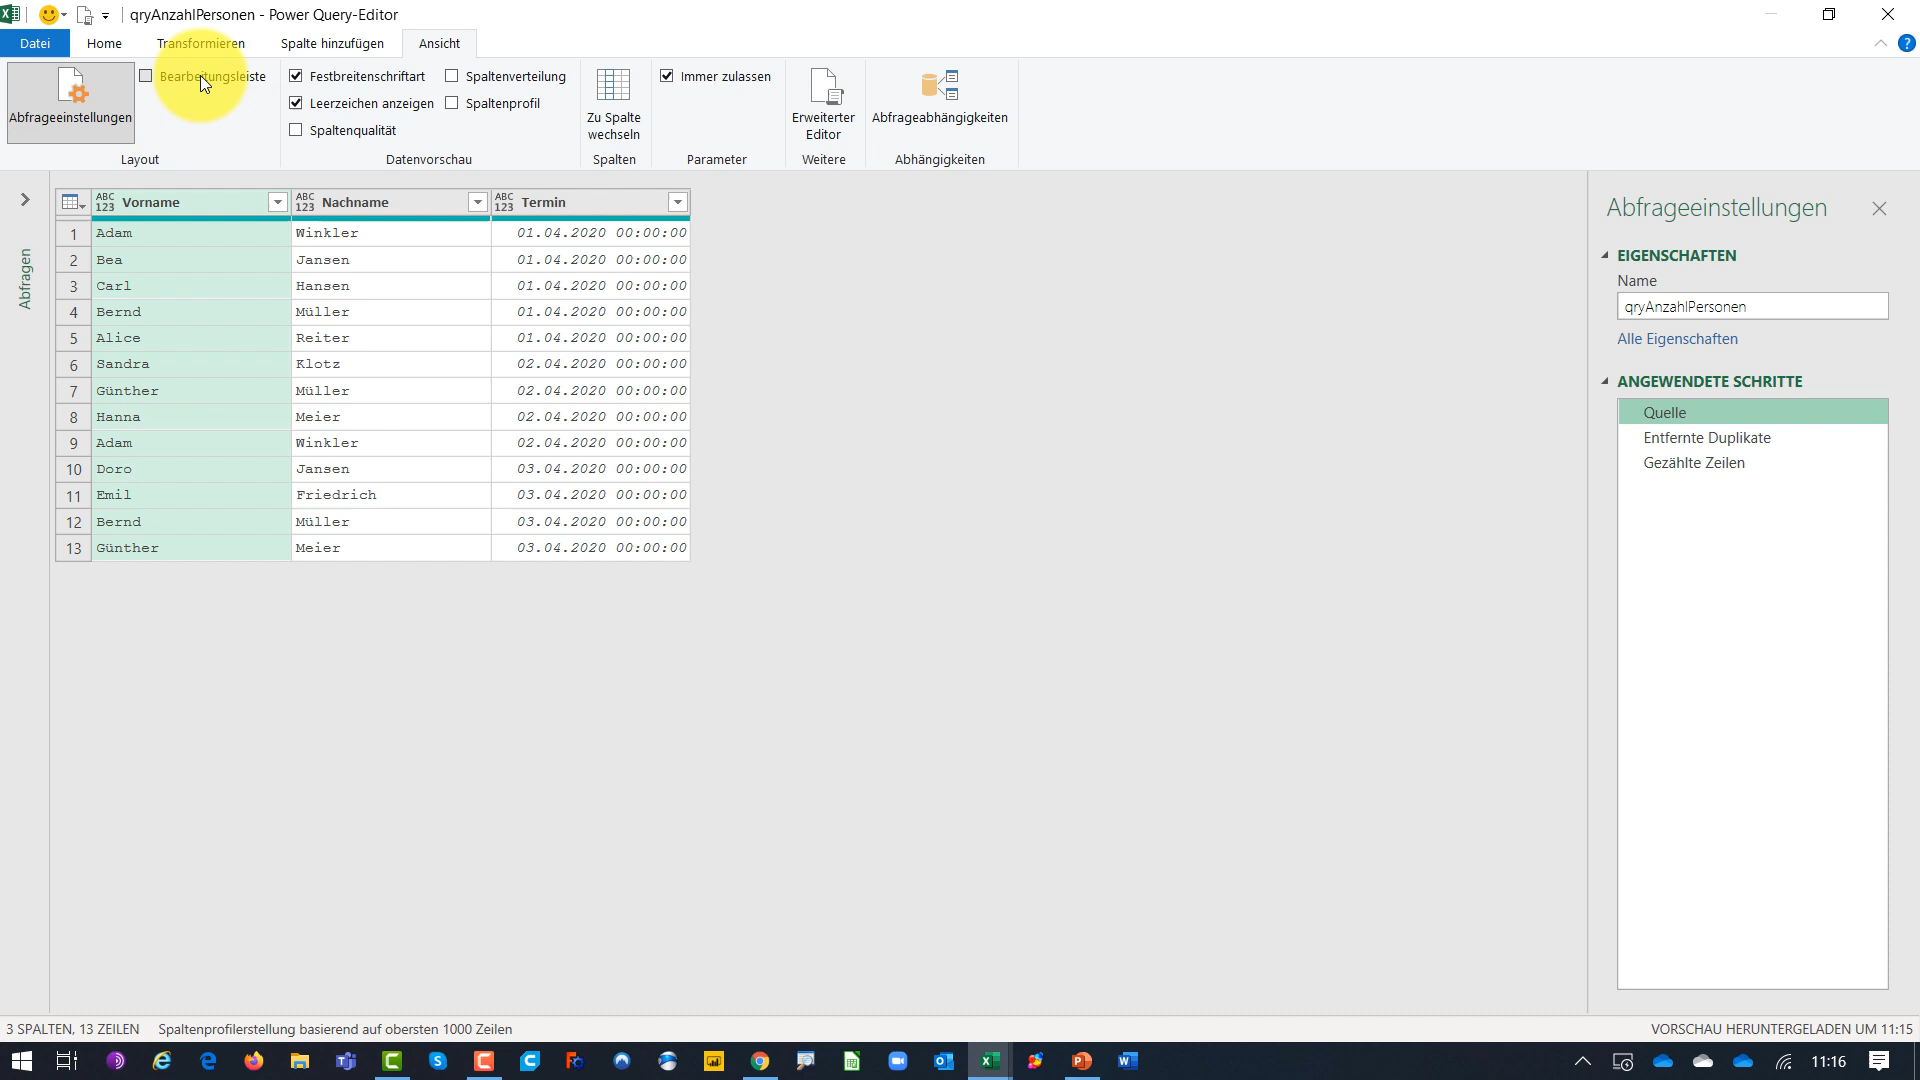 qryAnzahlPersonen - Power Query-Editor
Datei Home Transformieren Spalte hinzufügen Ansicht
Abfrageeinstellungen
Bearbeitungsleiste
Layout
Festbreitenschriftart Spaltenverteilung
Leerzeichen anzeigen Spaltenprofil
Spaltenqualität
Datenvorschau
Zu Spalte
wechseln
Spalten
Immer zulassen
Parameter
Erweiterter
Editor
Weitere
Abfrageabhängigkeiten
Abhängigkeiten
Abfragen
ABC 123 Vorname ABC 123 Nachname ABC 123 Termin
1 Adam Winkler 01.04.2020 00:00:00
2 Bea Jansen 01.04.2020 00:00:00
3 Carl Hansen 01.04.2020 00:00:00
4 Bernd Müller 01.04.2020 00:00:00
5 Alice Reiter 01.04.2020 00:00:00
6 Sandra Klotz 02.04.2020 00:00:00
7 Günther Müller 02.04.2020 00:00:00
8 Hanna Meier 02.04.2020 00:00:00
9 Adam Winkler 02.04.2020 00:00:00
10 Doro Jansen 03.04.2020 00:00:00
11 Emil Friedrich 03.04.2020 00:00:00
12 Bernd Müller 03.04.2020 00:00:00
13 Günther Meier 03.04.2020 00:00:00
Abfrageeinstellungen
EIGENSCHAFTEN
Name
qryAnzahlPersonen
Alle Eigenschaften
ANGEWENDETE SCHRITTE
Quelle
Entfernte Duplikate
Gezählte Zeilen
3 SPALTEN, 13 ZEILEN Spaltenprofilerstellung basierend auf obersten 1000 Zeilen
VORSCHAU HERUNTERGELADEN UM 11:15
11:16